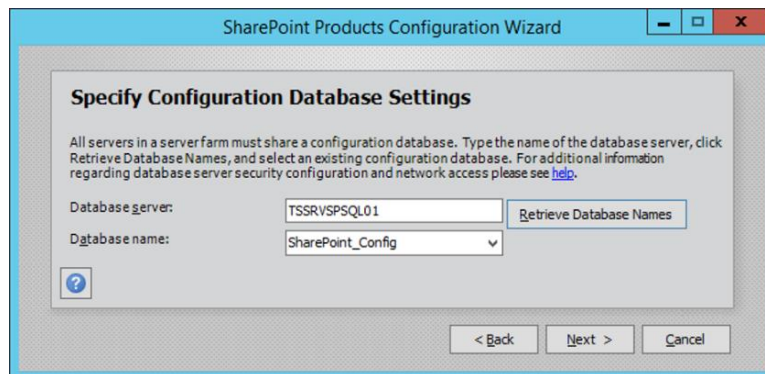 SharePoint Products Configuration Wizard
Specify Configuration Database Settings
All servers in a server farm must share a configuration database. Type the name of the database server, click
Retrieve Database Names, and select an existing configuration database. For additional information
regarding database server security configuration and network access please see help.
Database server:
TSSRVSPSQL01
Retrieve Database Names
Database name:
SharePoint_Config
?
< Back
Next >
Cancel